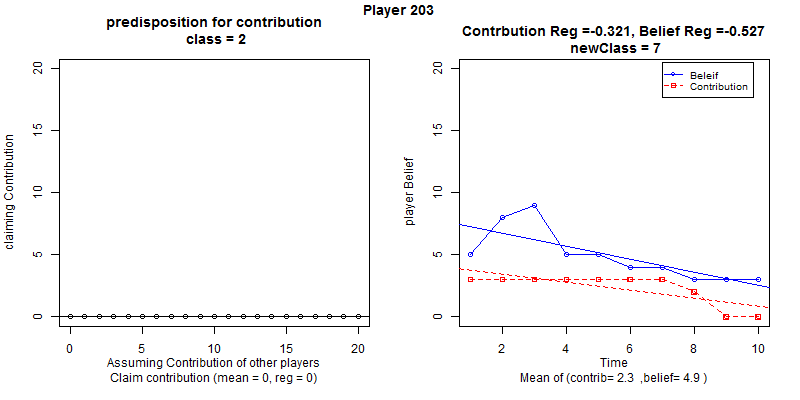 Player 203
predisposition for contribution
class = 2
claiming Contribution
0
5
10
15
20
0
5
10
15
20
Assuming Contribution of other players
Claim contribution (mean = 0, reg = 0)
Contrbution Reg =-0.321, Belief Reg =-0.527
newClass = 7
Beleif
Contribution
player Belief
0
5
10
15
20
2
4
6
8
10
Time
Mean of (contrib= 2.3 ,belief= 4.9 )